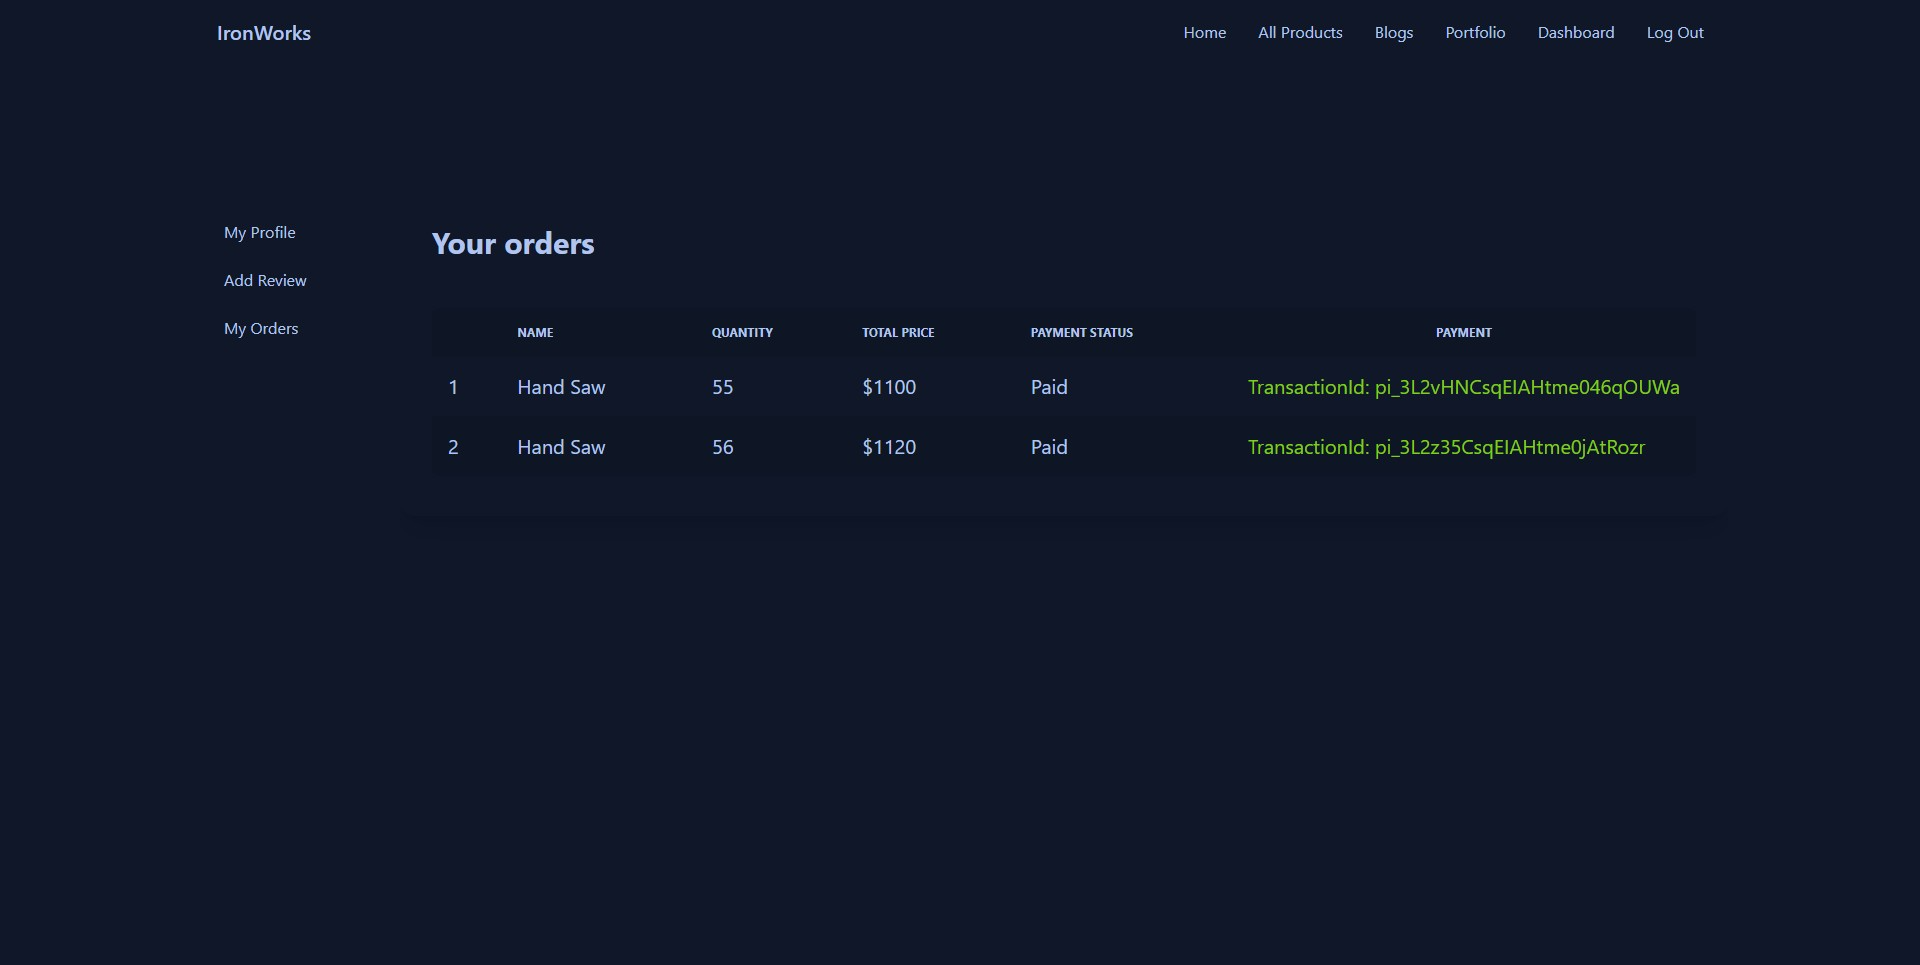 IronWorks Home All Products Blogs Portfolio Dashboard Log Out
My Profile
Add Review
My Orders
Your orders
NAME QUANTITY TOTAL PRICE PAYMENT STATUS PAYMENT
1 Hand Saw 55 $1100 Paid TransactionId: pi_3L2vHNCsqEIAHtme046qOUWa
2 Hand Saw 56 $1120 Paid TransactionId: pi_3L2z35CsqEIAHtme0jAtRozr